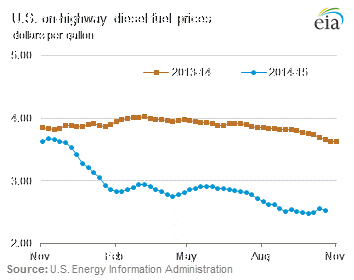 U.S. on-highway diesel fuel prices
dollars per gallon
eia
5.00
2013-14
2014-15
4.00
3.00
2.00
Nov
Feb
May
Aug
Nov
Source: U.S. Energy Information Administration